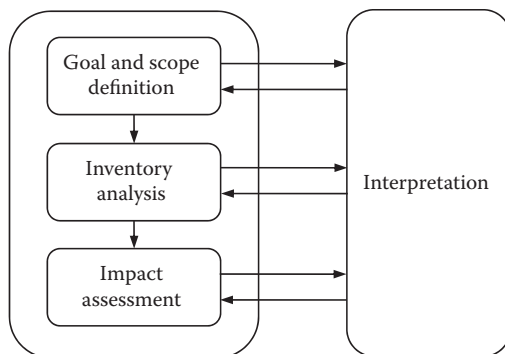 Goal and scope
definition
Inventory
analysis
Interpretation
Impact
assessment